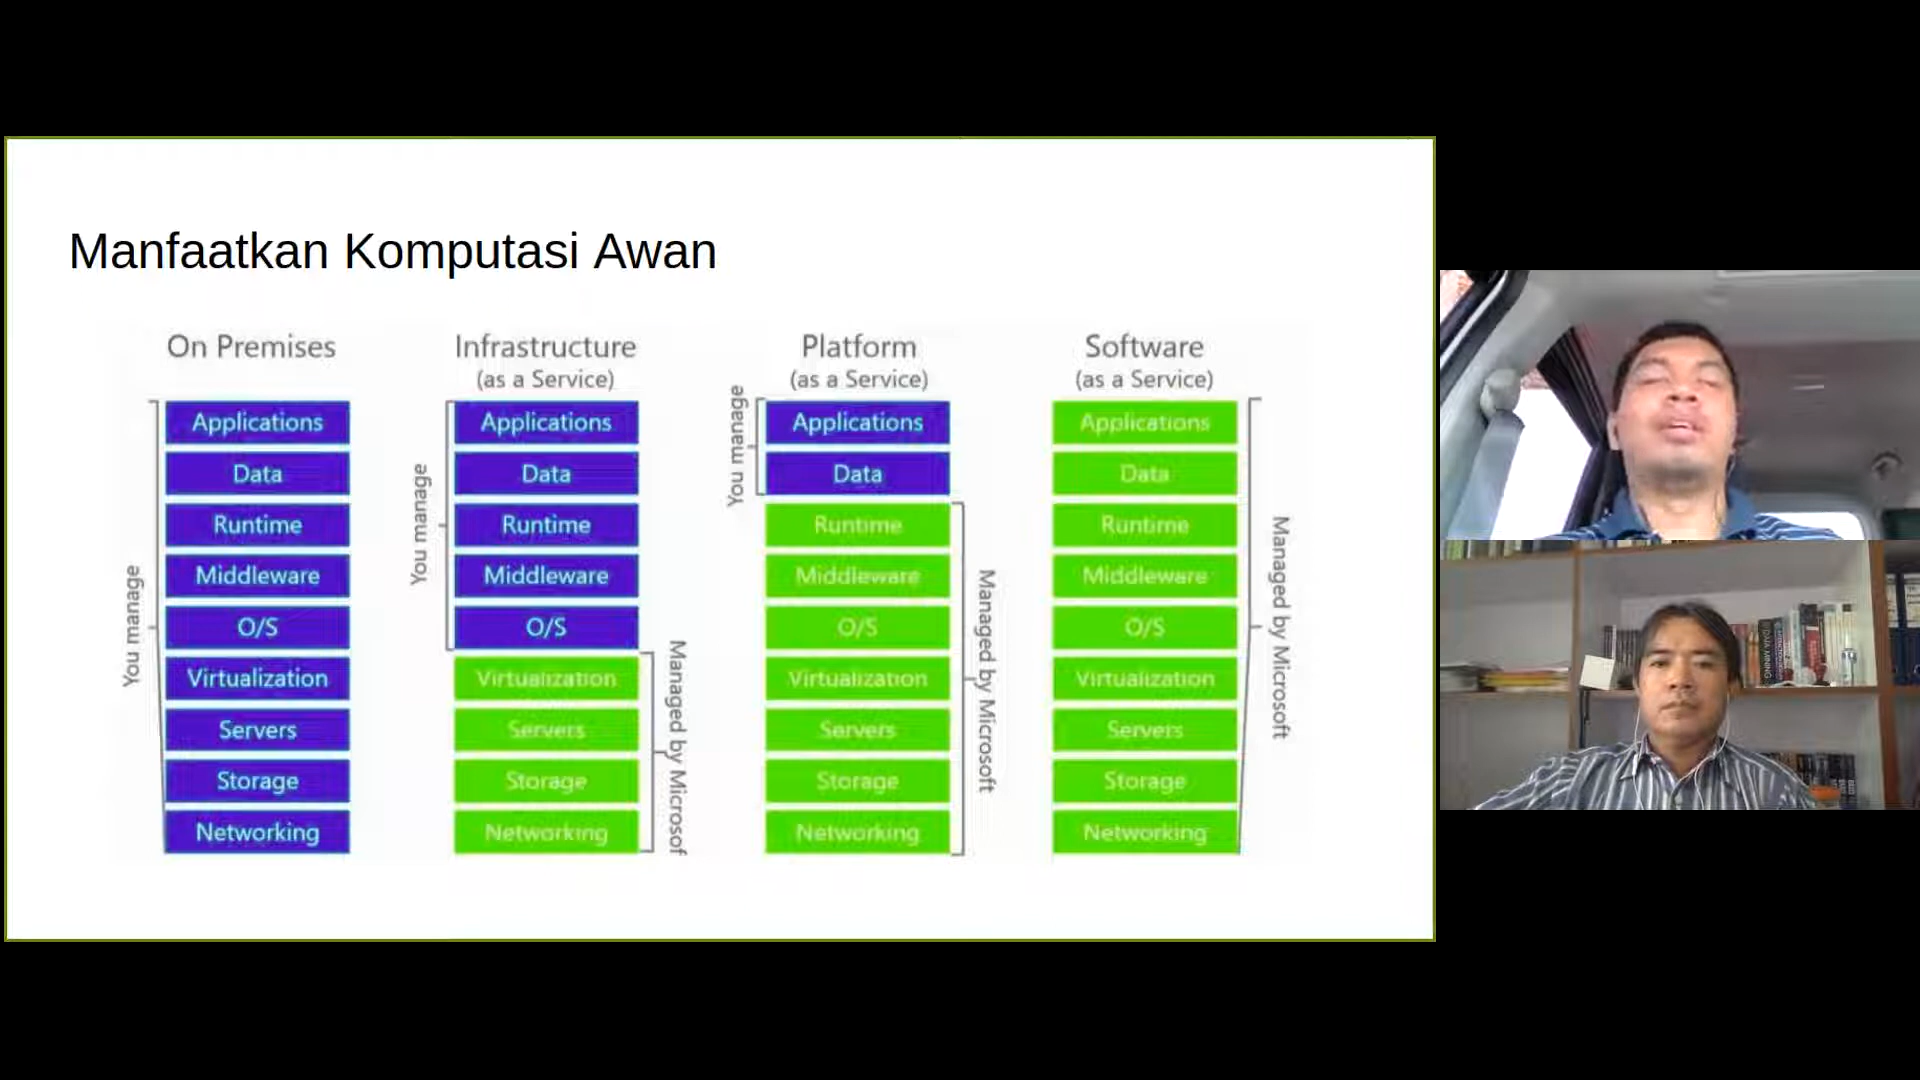 Manfaatkan Komputasi Awan
On Premises
You manage
Applications
Data
Runtime
Middleware
O/S
Virtualization
Servers
Storage
Networking
Infrastructure
(as a Service)
You manage
Applications
Data
Runtime
Middleware
O/S
Virtualization
Servers
Storage
Networking
Managed by Microsof
Platform
(as a Service)
You manage
Applications
Data
Runtime
Middleware
O/S
Virtualization
Servers
Storage
Networking
Managed by Microsoft
Software
(as a Service)
Applications
Data
Runtime
Middleware
O/S
Virtualization
Servers
Storage
Networking
Managed by Microsoft
DATA MINING